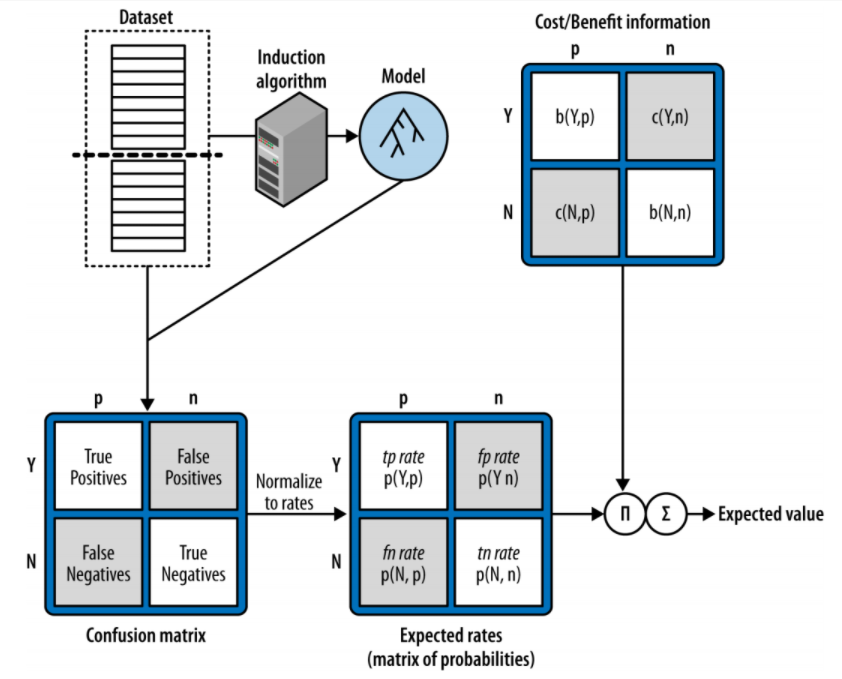 Dataset
Induction
algorithm
Model
Cost/Benefit information
p n
Y b(Y,p) c(Y,n)
N c(N,p) b(N,n)
p n
Y True
Positives
False
Positives
N False
Negatives
True
Negatives
Confusion matrix
Normalize
to rates
p n
Y tp rate
p(Y,p)
fp rate
p(Y n)
N fn rate
p(N, p)
tn rate
p(N, n)
Expected rates
(matrix of probabilities)
Π Σ Expected value